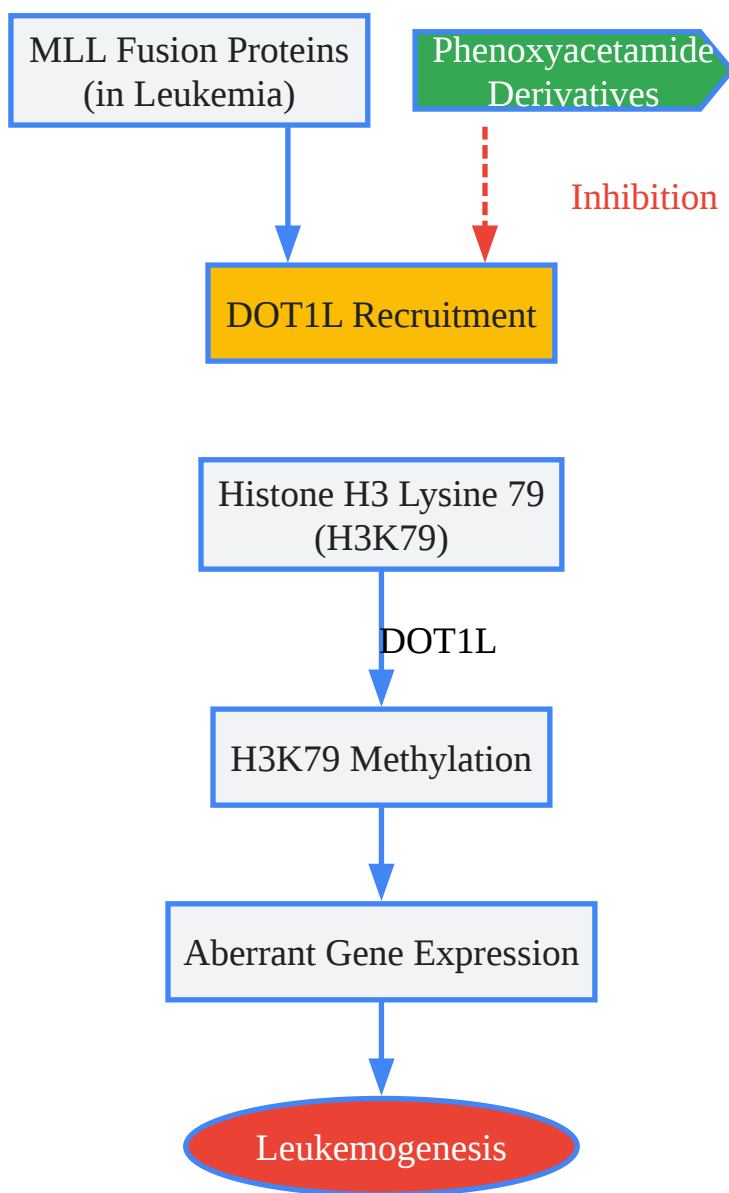 MLL Fusion Proteins
(in Leukemia)
Phenoxyacetamide
Derivatives
Inhibition
DOT1L Recruitment
Histone H3 Lysine 79
(H3K79)
DOT1L
H3K79 Methylation
Aberrant Gene Expression
Leukemogenesis